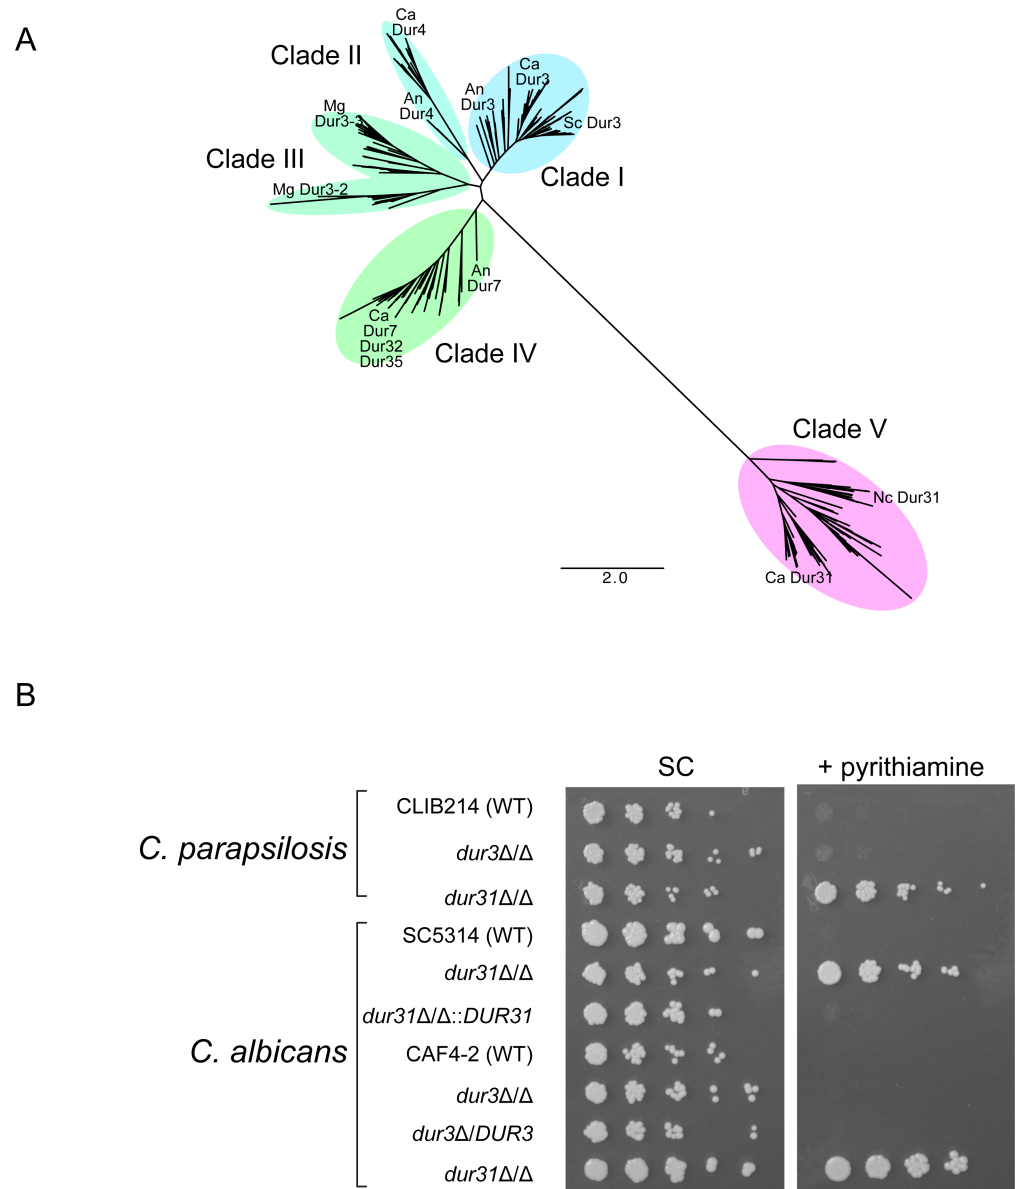 A
Ca
Dur4
Clade II
An
Dur4
Ca
Dur3
An
Dur3
Sc Dur3
Clade I
Mg
Dur3-3
Clade III
Mg Dur3-2
An
Dur7
Ca
Dur7
Dur32
Dur35
Clade IV
Clade V
Nc Dur31
Ca Dur31
2.0
B
SC
+ pyrithiamine
C. parapsilosis
CLIB214 (WT)
dur3Δ/Δ
dur31Δ/Δ
C. albicans
SC5314 (WT)
dur31Δ/Δ
dur31Δ/Δ::DUR31
CAF4-2 (WT)
dur3Δ/Δ
dur3Δ/DUR3
dur31Δ/Δ